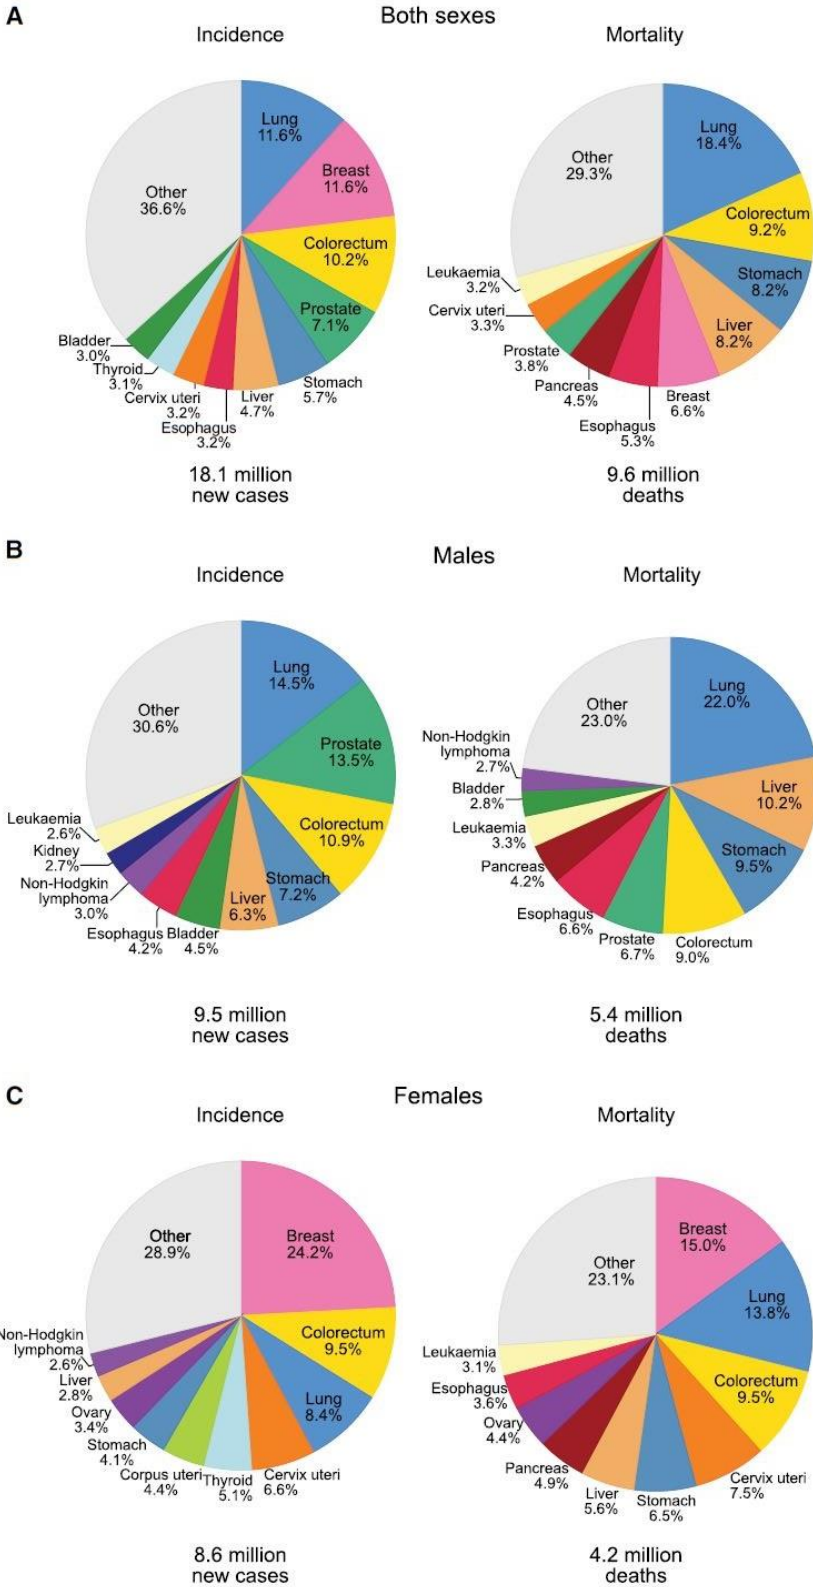 A
Both sexes
Incidence
Mortality
Lung
11.6%
Breast
11.6%
Colorectum
10.2%
Prostate
7.1%
Stomach
5.7%
Liver
4.7%
Esophagus
3.2%
Cervix uteri
3.2%
Thyroid
3.1%
Bladder
3.0%
Other
36.6%
18.1 million
new cases
Lung
18.4%
Colorectum
9.2%
Stomach
8.2%
Liver
8.2%
Breast
6.6%
Esophagus
5.3%
Pancreas
4.5%
Prostate
3.8%
Cervix uteri
3.3%
Leukaemia
3.2%
Other
29.3%
9.6 million
deaths
B
Males
Incidence
Mortality
Lung
14.5%
Prostate
13.5%
Colorectum
10.9%
Stomach
7.2%
Liver
6.3%
Bladder
4.5%
Esophagus
4.2%
Non-Hodgkin
lymphoma
3.0%
Kidney
2.7%
Leukaemia
2.6%
Other
30.6%
9.5 million
new cases
Lung
22.0%
Liver
10.2%
Stomach
9.5%
Colorectum
9.0%
Prostate
6.7%
Esophagus
6.6%
Pancreas
4.2%
Leukaemia
3.3%
Bladder
2.8%
Non-Hodgkin
lymphoma
2.7%
Other
23.0%
5.4 million
deaths
C
Females
Incidence
Mortality
Breast
24.2%
Colorectum
9.5%
Lung
8.4%
Cervix uteri
6.6%
Thyroid
5.1%
Corpus uteri
4.4%
Stomach
4.1%
Ovary
3.4%
Liver
2.8%
Non-Hodgkin
lymphoma
2.6%
Other
28.9%
8.6 million
new cases
Breast
15.0%
Lung
13.8%
Colorectum
9.5%
Cervix uteri
7.5%
Stomach
6.5%
Liver
5.6%
Pancreas
4.9%
Ovary
4.4%
Esophagus
3.6%
Leukaemia
3.1%
Other
23.1%
4.2 million
deaths